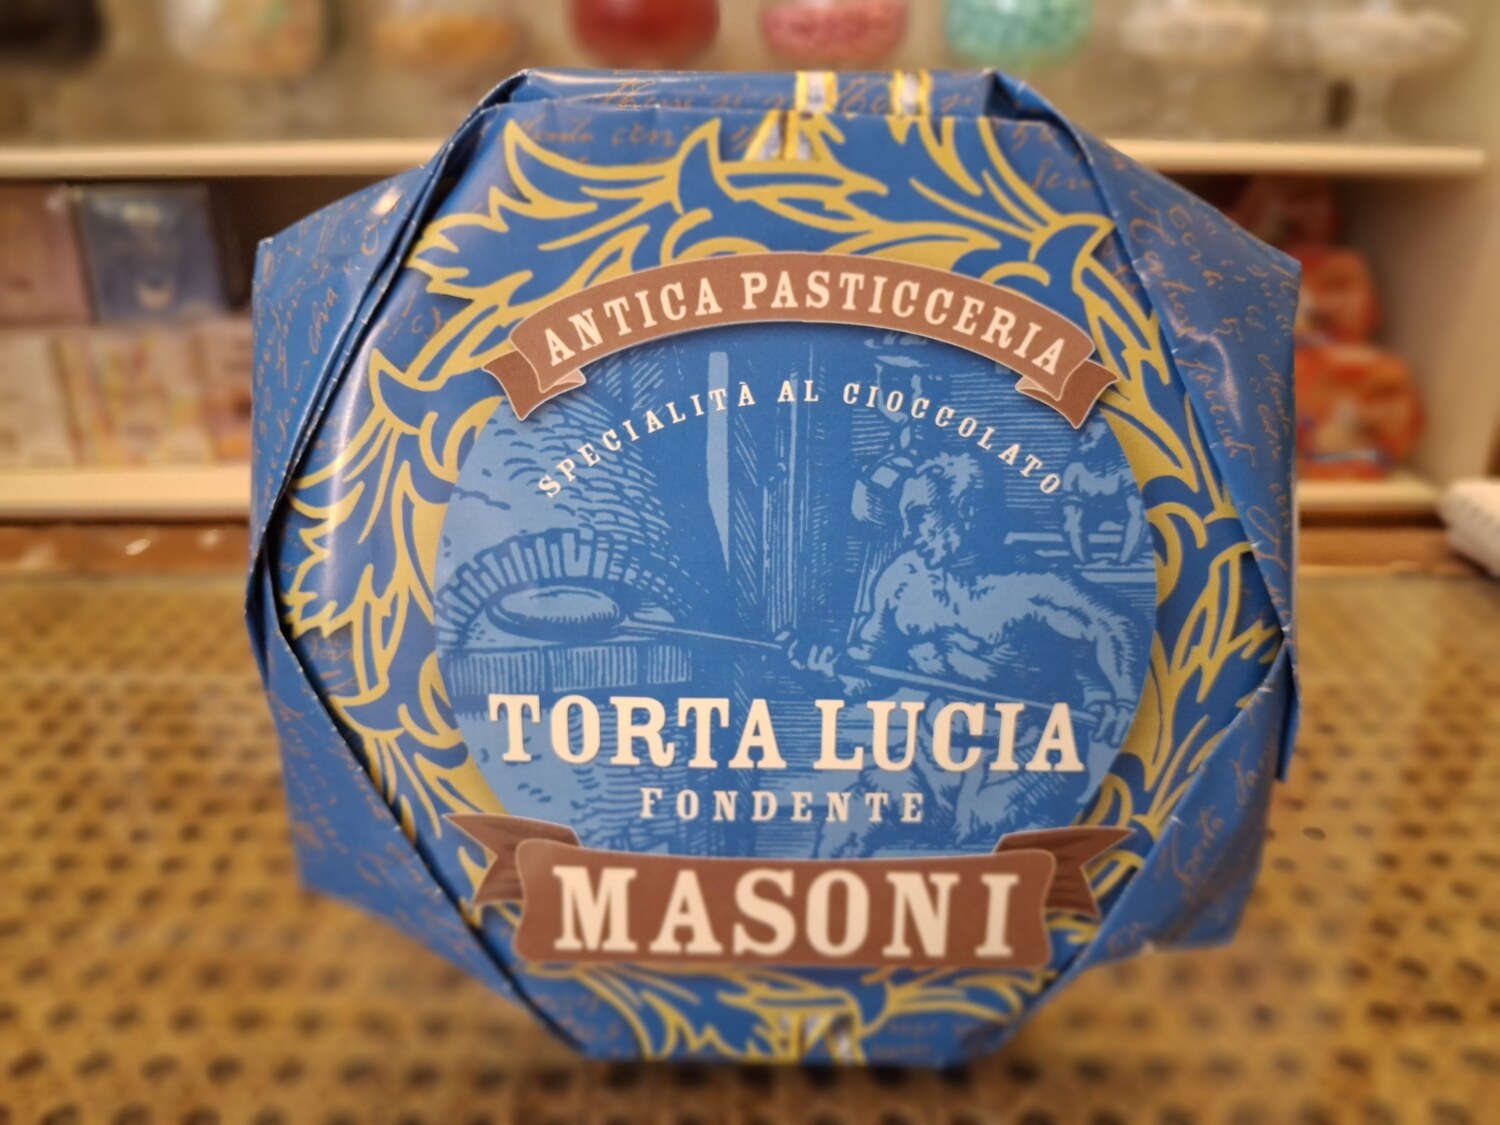 ANTICA PASTICCERIA
SPECIALITÀ AL CIOCCOLATO
TORTA LUCIA
FONDENTE
MASONI